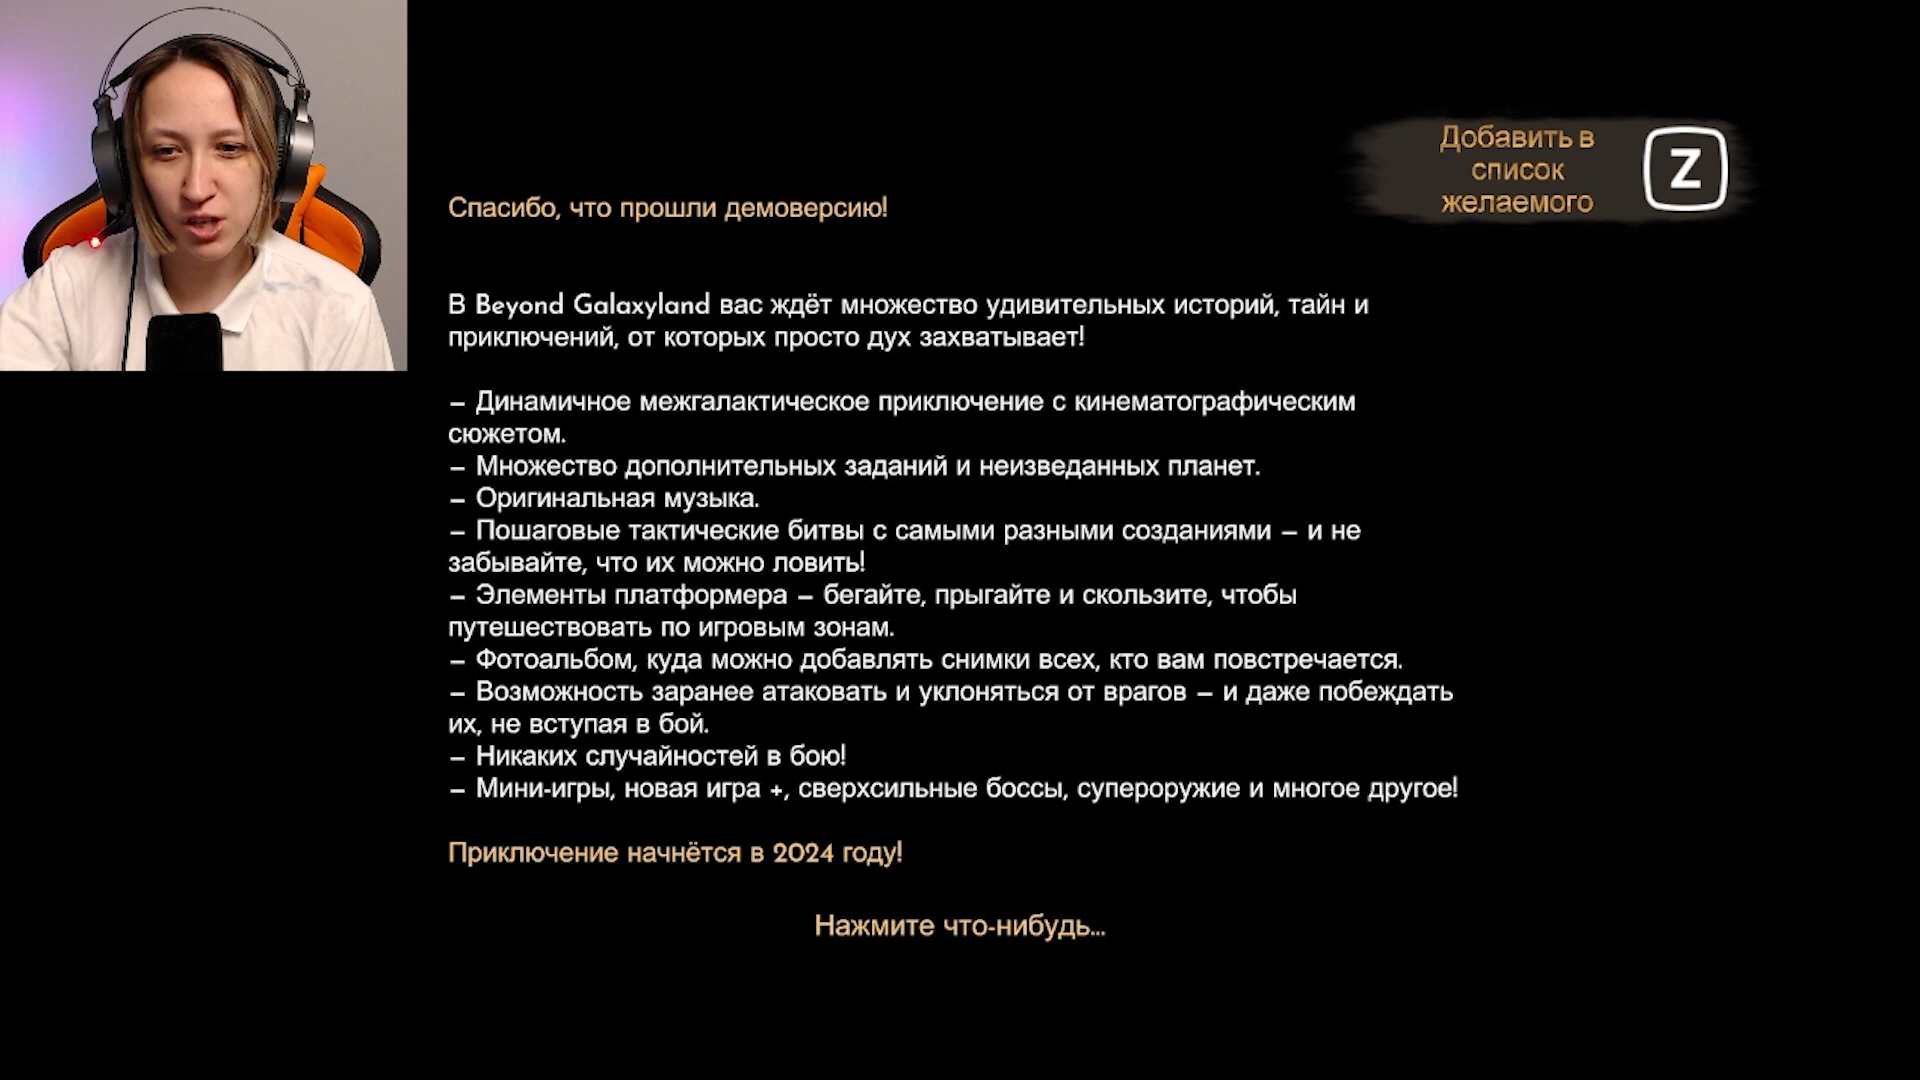 Добавить в
список
желаемого
Z
Спасибо, что прошли демоверсию!
В Beyond Galaxyland вас ждёт множество удивительных историй, тайн и
приключений, от которых просто дух захватывает!
– Динамичное межгалактическое приключение с кинематографическим
сюжетом.
– Множество дополнительных заданий и неизведанных планет.
– Оригинальная музыка.
– Пошаговые тактические битвы с самыми разными созданиями – и не
забывайте, что их можно ловить!
– Элементы платформера – бегайте, прыгайте и скользите, чтобы
путешествовать по игровым зонам.
– Фотоальбом, куда можно добавлять снимки всех, кто вам повстречается.
– Возможность заранее атаковать и уклоняться от врагов – и даже побеждать
их, не вступая в бой.
– Никаких случайностей в бою!
– Мини-игры, новая игра +, сверхсильные боссы, супероружие и многое другое!
Приключение начнётся в 2024 году!
Нажмите что-нибудь...